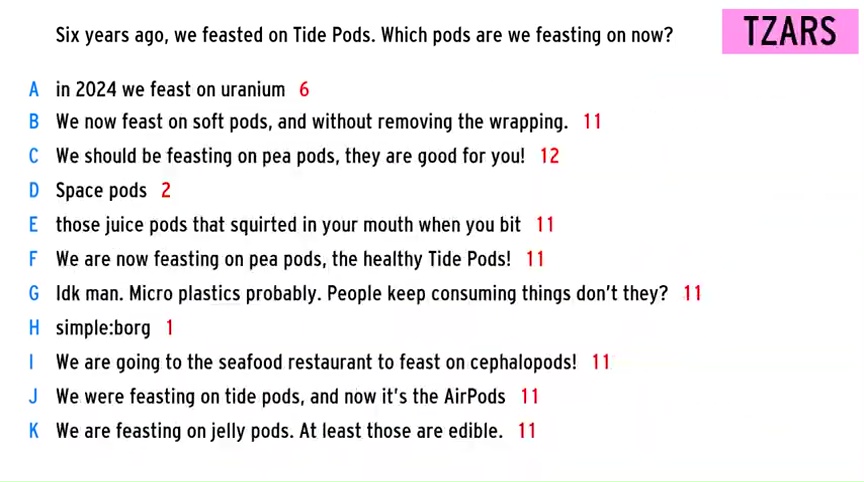 Six years ago, we feasted on Tide Pods. Which pods are we feasting on now?
TZARS
A in 2024 we feast on uranium 6
B We now feast on soft pods, and without removing the wrapping. 11
C We should be feasting on pea pods, they are good for you! 12
D Space pods 2
E those juice pods that squirted in your mouth when you bit 11
F We are now feasting on pea pods, the healthy Tide Pods! 11
G Idk man. Micro plastics probably. People keep consuming things don't they? 11
H simple:borg 1
I We are going to the seafood restaurant to feast on cephalopods! 11
J We were feasting on tide pods, and now it's the AirPods 11
K We are feasting on jelly pods. At least those are edible. 11